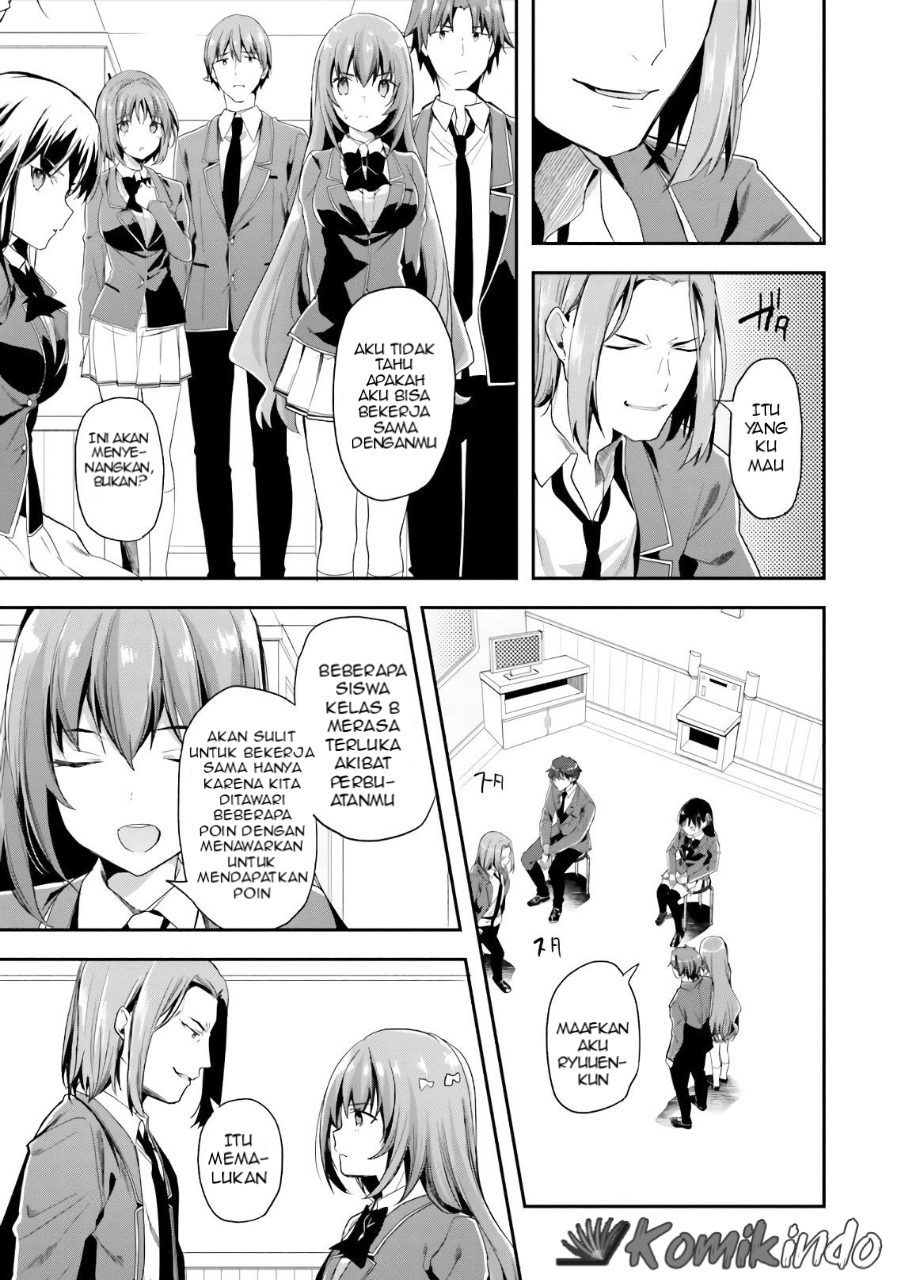 ITU
YANG
KU
MAU
AKU TIDAK
TAHU
APAKAH
AKU BISA
BEKERJA
SAMA
DENGANMU
INI AKAN
MENYE-
NANGKAN,
BUKAN?
MAAFKAN
AKU
RYUUEN-
KUN
BEBERAPA
SISWA
KELAS B
MERASA
TERLUKA
AKIBAT
PERBU-
ATANMU
AKAN SULIT
UNTUK BEKERJA
SAMA HANYA
KARENA KITA
DITAWARI
BEBERAPA
POIN DENGAN
MENAWARKAN
UNTUK
MENDAPATKAN
POIN
ITU
MEMA-
LUKAN
Komikindo